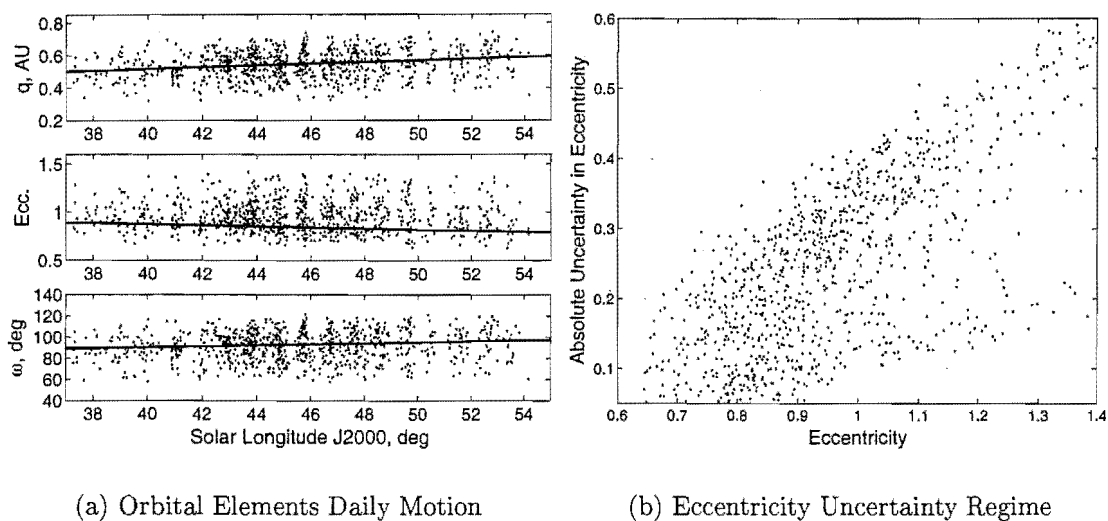 0.8
0.6
0.4
0.2
q, AU
38 40 42 44 46 48 50 52 54
1.5
1
0.5
Ecc.
38 40 42 44 46 48 50 52 54
140
120
100
80
60
40
ω, deg
38 40 42 44 46 48 50 52 54
Solar Longitude J2000, deg
0.6
0.5
0.4
0.3
0.2
0.1
Absolute Uncertainty in Eccentricity
0.6 0.7 0.8 0.9 1 1.1 1.2 1.3 1.4
Eccentricity
(a) Orbital Elements Daily Motion
(b) Eccentricity Uncertainty Regime